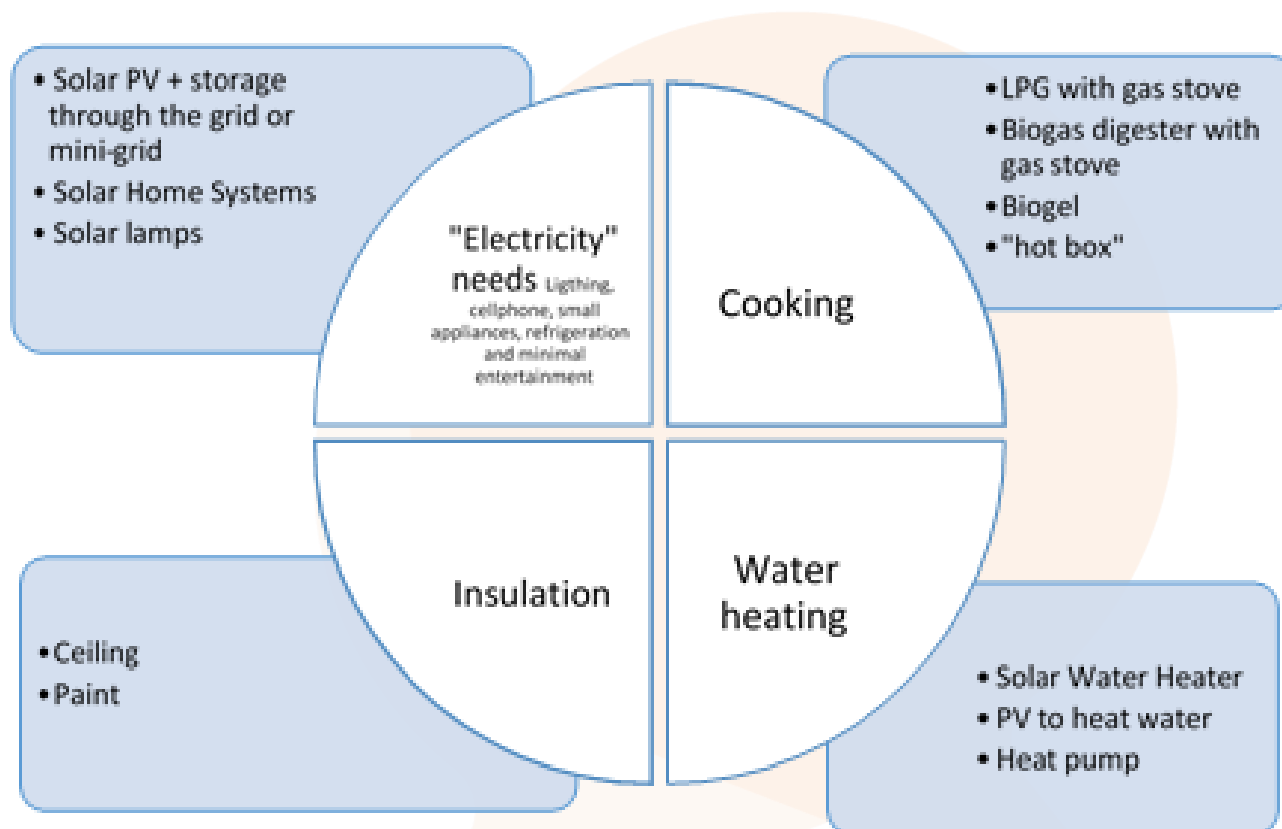 • Solar PV + storage
through the grid or
mini-grid
• Solar Home Systems
• Solar lamps
"Electricity"
needs Ligthing,
cellphone, small
appliances, refrigeration
and minimal
entertainment
Cooking
• LPG with gas stove
• Biogas digester with
gas stove
• Biogel
• "hot box"
Insulation
• Ceiling
• Paint
Water
heating
• Solar Water Heater
• PV to heat water
• Heat pump